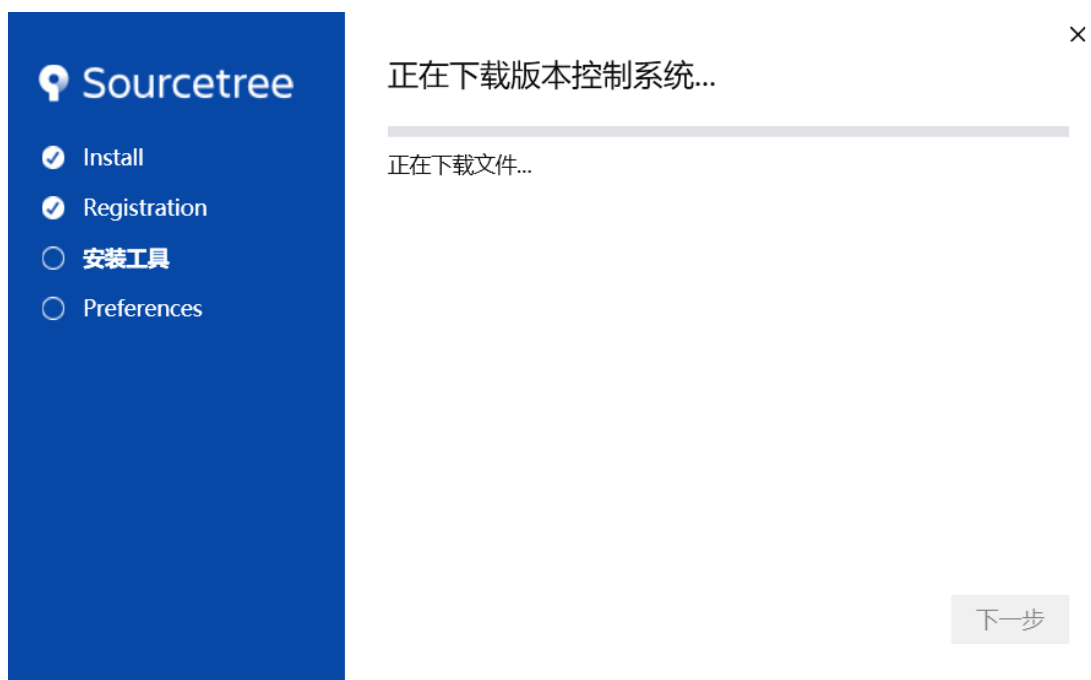 Sourcetree
Install
Registration
安装工具
Preferences
正在下载版本控制系统...
正在下载文件...
下一步